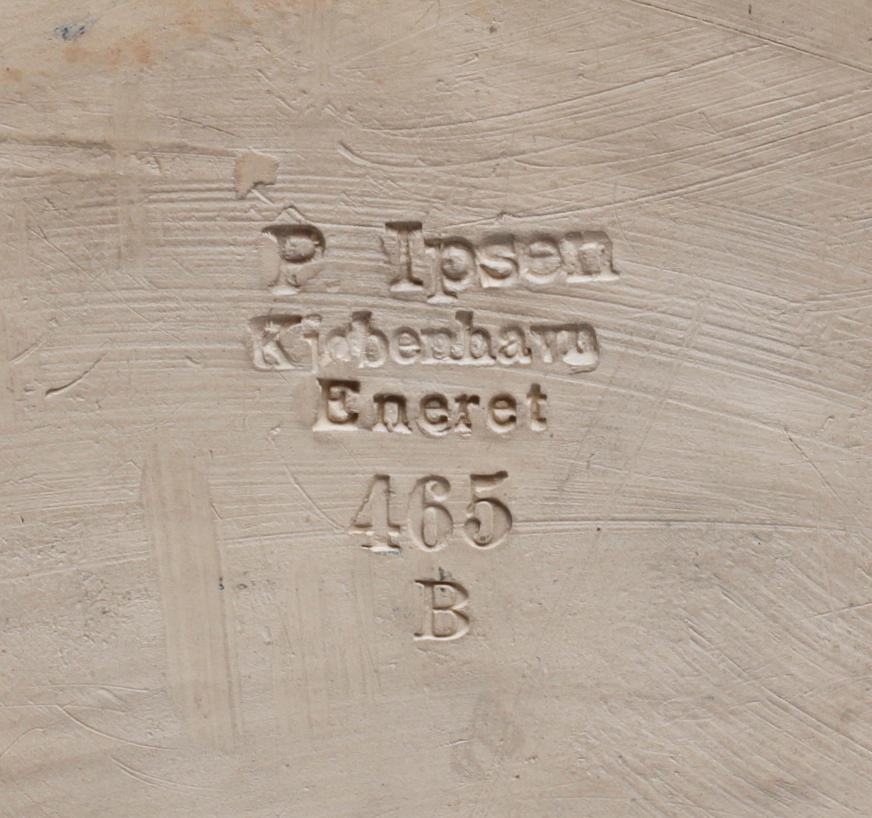 P. Ipsen
Kjøbenhavn
Eneret
465
B